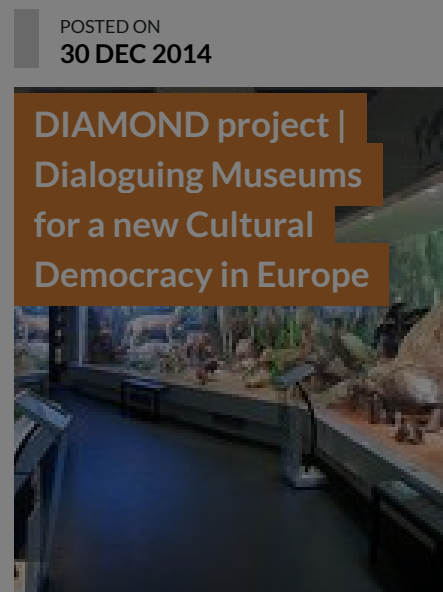 POSTED ON
30 DEC 2014
DIAMOND project |
Dialoguing Museums
for a new Cultural
Democracy in Europe